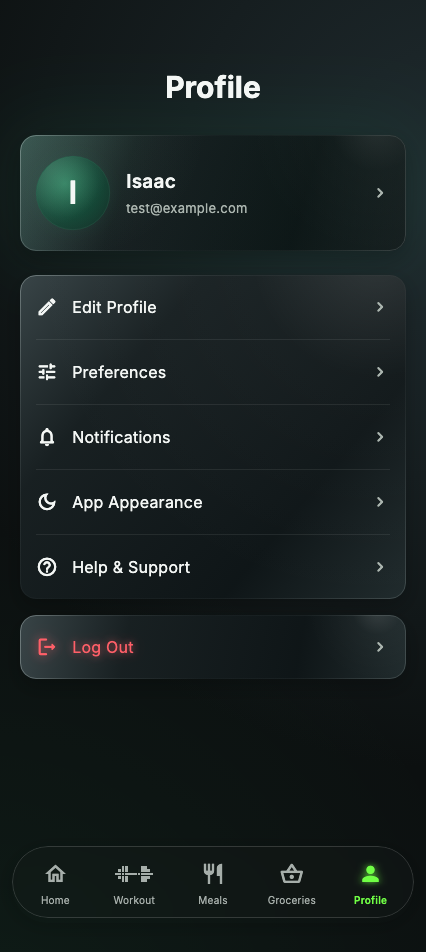 Profile
I
Isaac
test@example.com
Edit Profile
Preferences
Notifications
App Appearance
Help & Support
Log Out
Home
Workout
Meals
Groceries
Profile